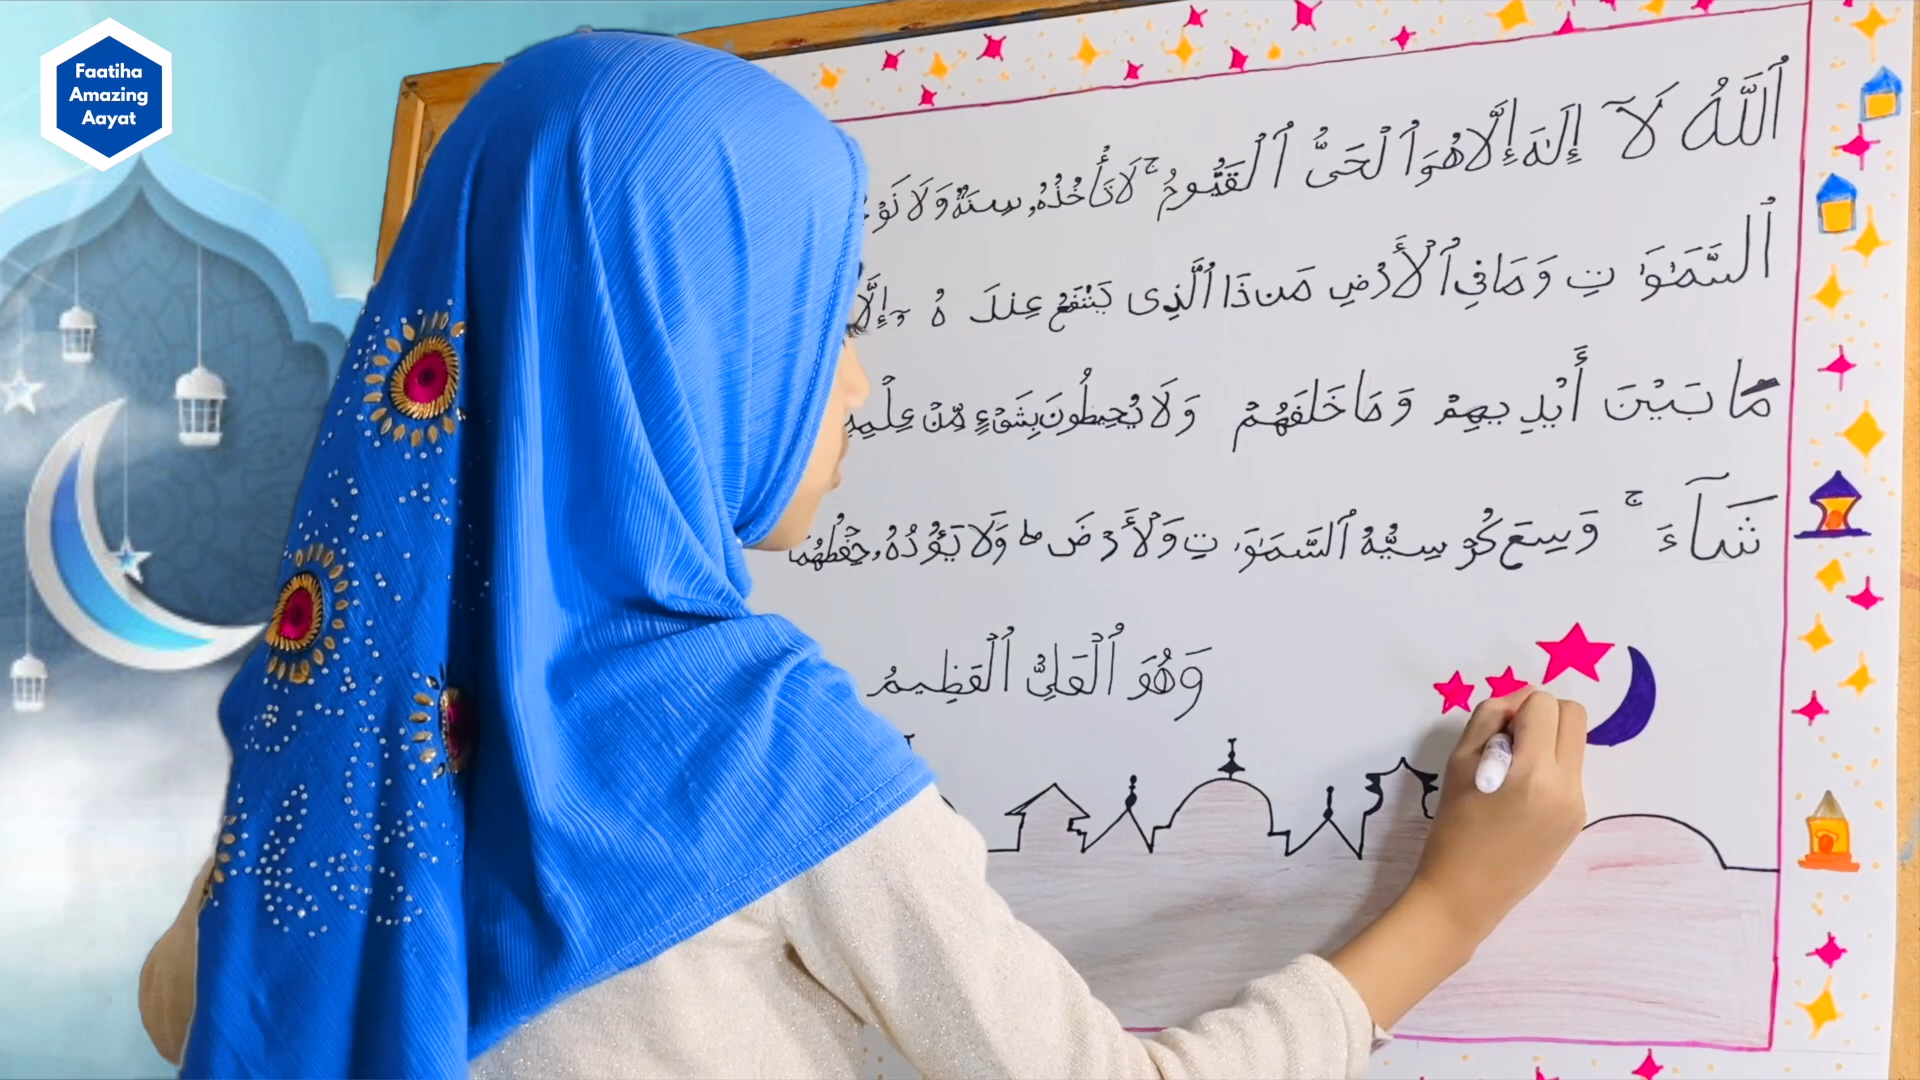 Faatiha
Amazing
Aayat
ٱللَّهُ لَآ إِلَٰهَ إِلَّا هُوَ ٱلْحَىُّ ٱلْقَيُّومُ ۚ لَا تَأْخُذُهُۥ سِنَةٌ وَلَا نَوْ
ٱلسَّمَٰوَٰتِ وَمَا فِى ٱلْأَرْضِ مَن ذَا ٱلَّذِى عِندَهُۥٓ إِلَّا
مَا بَيْنَ أَيْدِيهِمْ وَمَا خَلْفَهُمْ وَلَا يُحِيطُونَ بِشَىْءٍ مِّنْ عِلْمِهِ
شَآءَ ۚ وَسِعَ كُرْسِيُّهُ ٱلسَّمَٰوَٰتِ وَٱلْأَرْضَ ۖ وَلَا يَـُٔودُهُۥ حِفْظُهُمَا
وَهُوَ ٱلْعَلِىُّ ٱلْعَظِيمُ